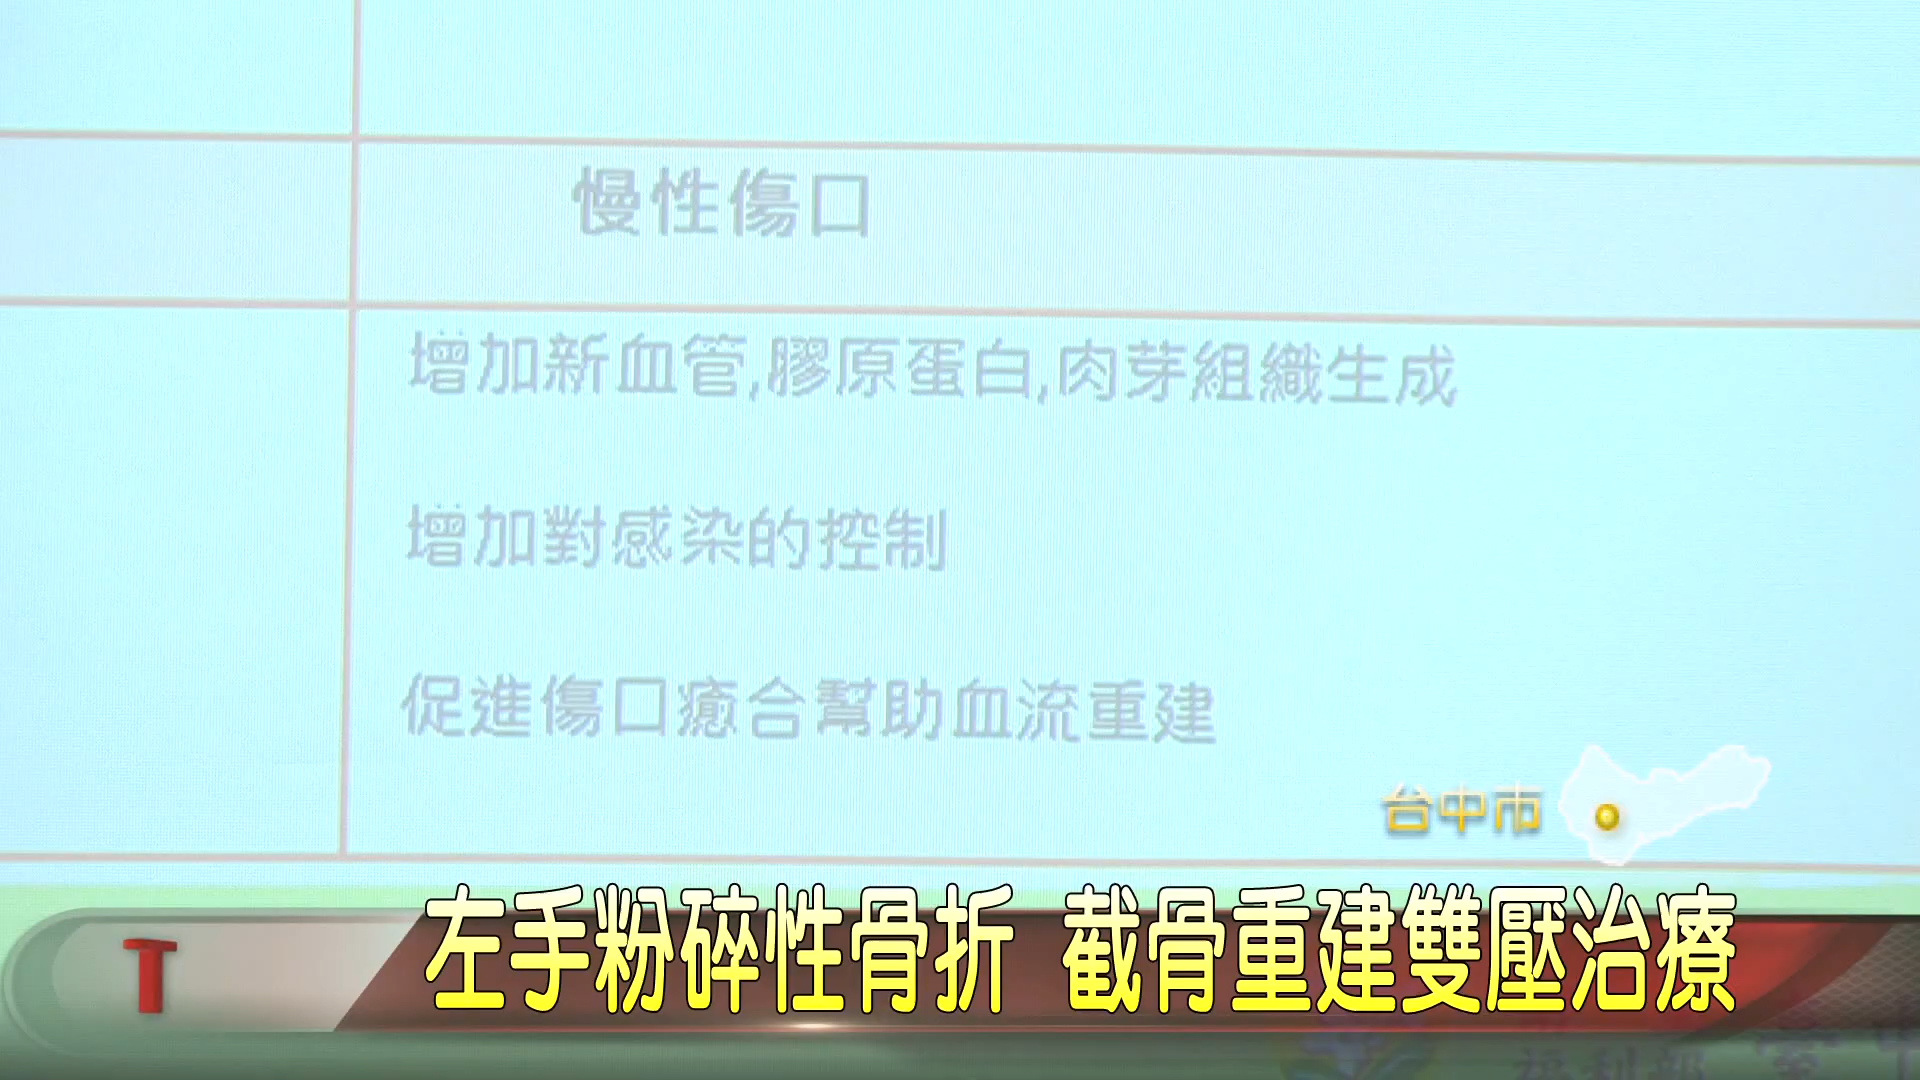 慢性傷口
增加新血管,膠原蛋白,肉芽組織生成
增加對感染的控制
促進傷口癒合幫助血流重建
台中市
T
左手粉碎性骨折 截骨重建雙壓治療
福利部